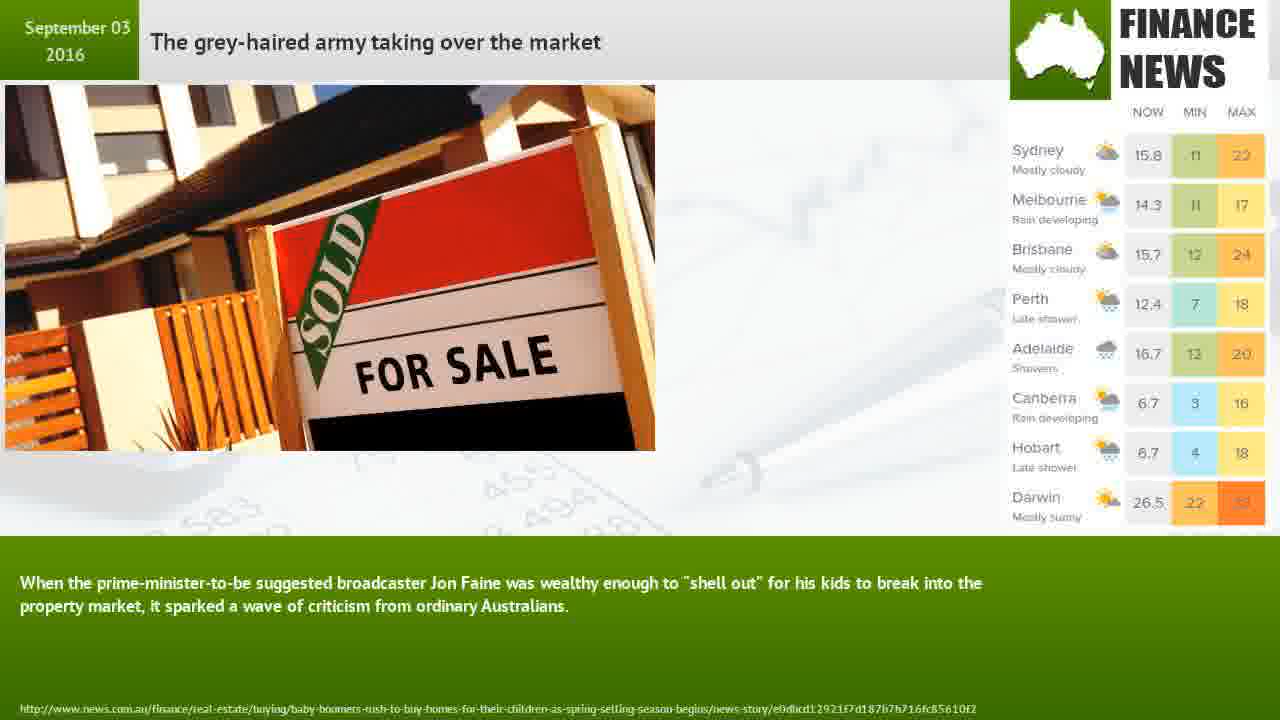 September 03
2016
The grey-haired army taking over the market
FINANCE
NEWS
NOW MIN MAX
Sydney
Mostly cloudy
15.8 11 22
Melbourne
Rain developing
14.3 11 17
Brisbane
Mostly cloudy
15.7 12 24
Perth
Late shower
12.4 7 18
Adelaide
Showers
16.7 12 20
Canberra
Rain developing
6.7 3 16
Hobart
Late shower
6.7 4 18
Darwin
Mostly sunny
26.5 22
SOLD
FOR SALE
455
583
494
When the prime-minister-to-be suggested broadcaster Jon Faine was wealthy enough to "shell out" for his kids to break into the
property market, it sparked a wave of criticism from ordinary Australians.